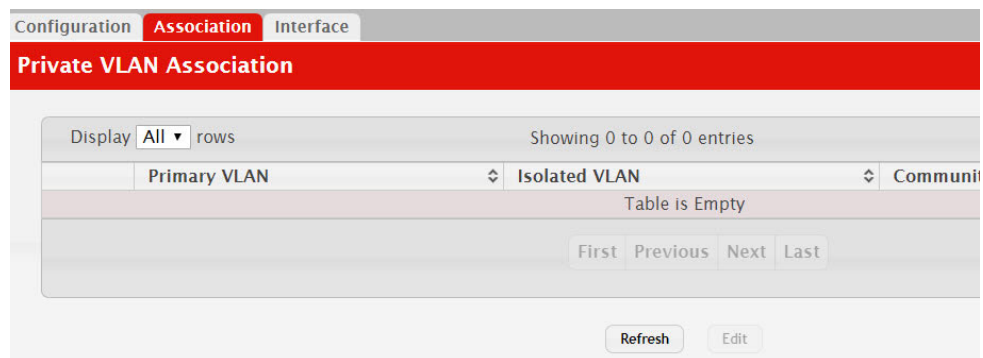 Configuration Association Interface
Private VLAN Association
Display All rows Showing 0 to 0 of 0 entries
Primary VLAN Isolated VLAN Communit
Table is Empty
First Previous Next Last
Refresh Edit